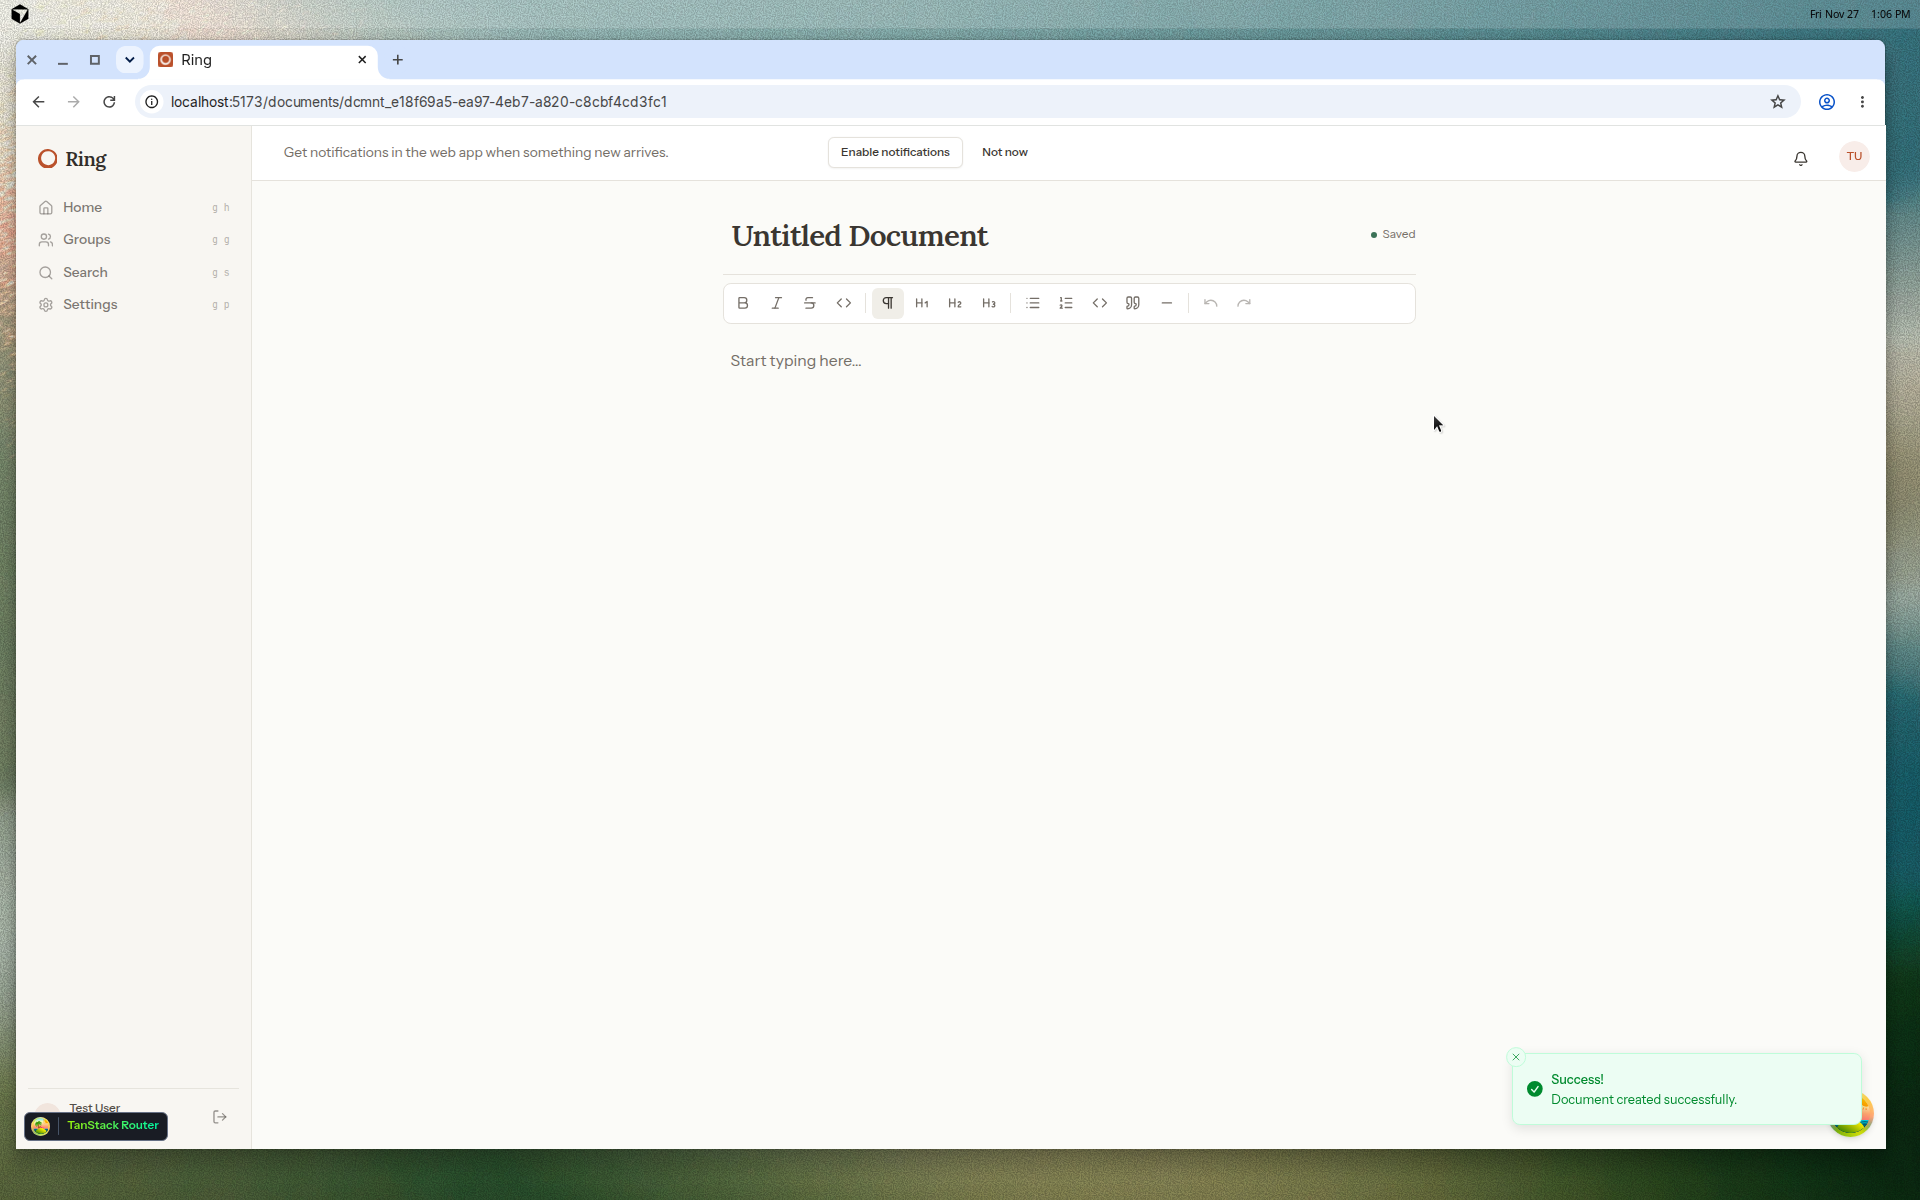 Fri Nov 27 1:06 PM
Ring
localhost:5173/documents/dcmnt_e18f69a5-ea97-4eb7-a820-c8cbf4cd3fc1
Ring
Get notifications in the web app when something new arrives.
Enable notifications
Not now
TU
Home g h
Groups g g
Search g s
Settings g p
Untitled Document
Saved
B I S H1 H2 H3
Start typing here...
Success!
Document created successfully.
Test User
TanStack Router